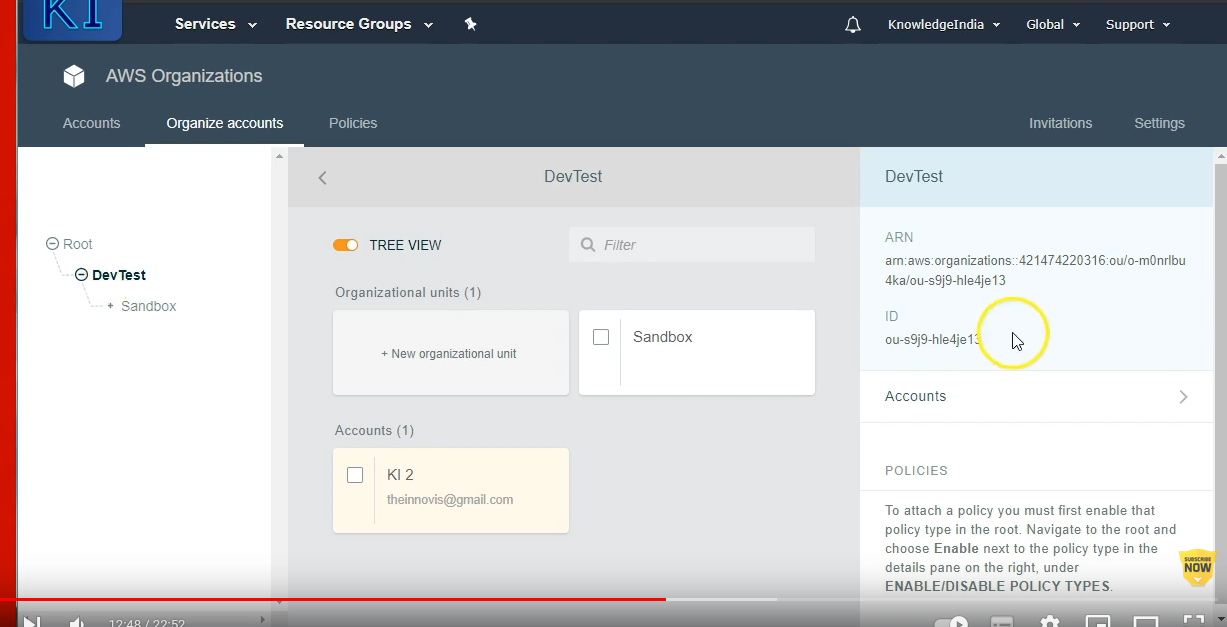 KI
Services
Resource Groups
KnowledgeIndia
Global
Support
AWS Organizations
Accounts
Organize accounts
Policies
Invitations
Settings
DevTest
DevTest
TREE VIEW
Filter
ARN
arn:aws:organizations::421474220316:ou/o-m0nrlbu
4ka/ou-s9j9-hle4je13
Root
DevTest
+ Sandbox
Organizational units (1)
ID
+ New organizational unit
Sandbox
ou-s9j9-hle4je13
Accounts
Accounts (1)
KI 2
theinnovis@gmail.com
POLICIES
To attach a policy you must first enable that
policy type in the root. Navigate to the root and
choose Enable next to the policy type in the
details pane on the right, under
ENABLE/DISABLE POLICY TYPES.
SUBSCRIBE
NOW
12:48 / 22:52